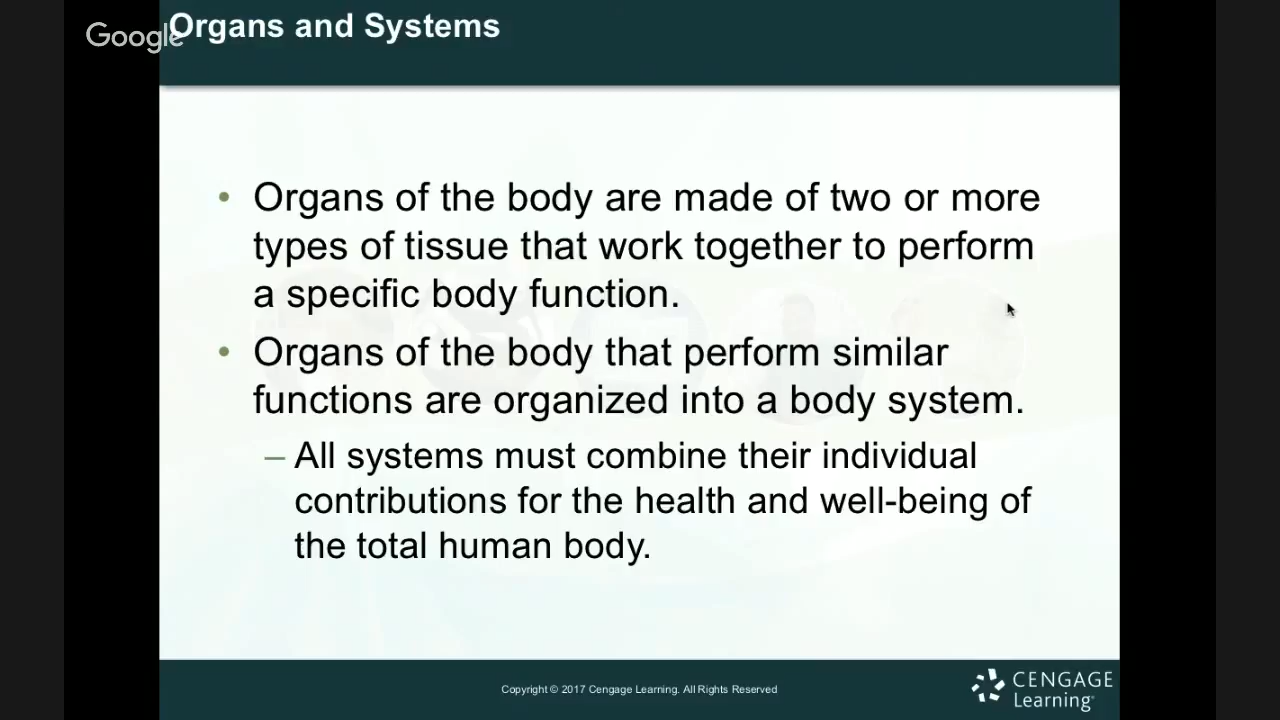 Google
Organs and Systems
• Organs of the body are made of two or more
types of tissue that work together to perform
a specific body function.
• Organs of the body that perform similar
functions are organized into a body system.
– All systems must combine their individual
contributions for the health and well-being of
the total human body.
Copyright © 2017 Cengage Learning. All Rights Reserved
CENGAGE
Learning®